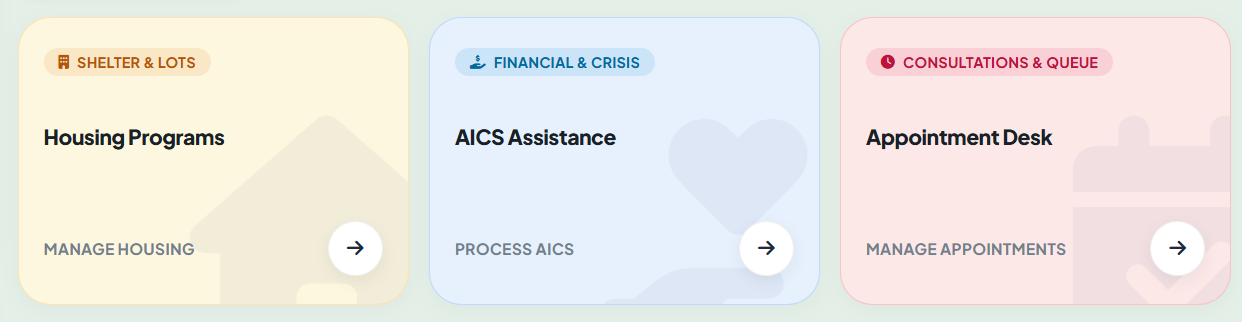 SHELTER & LOTS
Housing Programs
MANAGE HOUSING
FINANCIAL & CRISIS
AICS Assistance
PROCESS AICS
CONSULTATIONS & QUEUE
Appointment Desk
MANAGE APPOINTMENTS